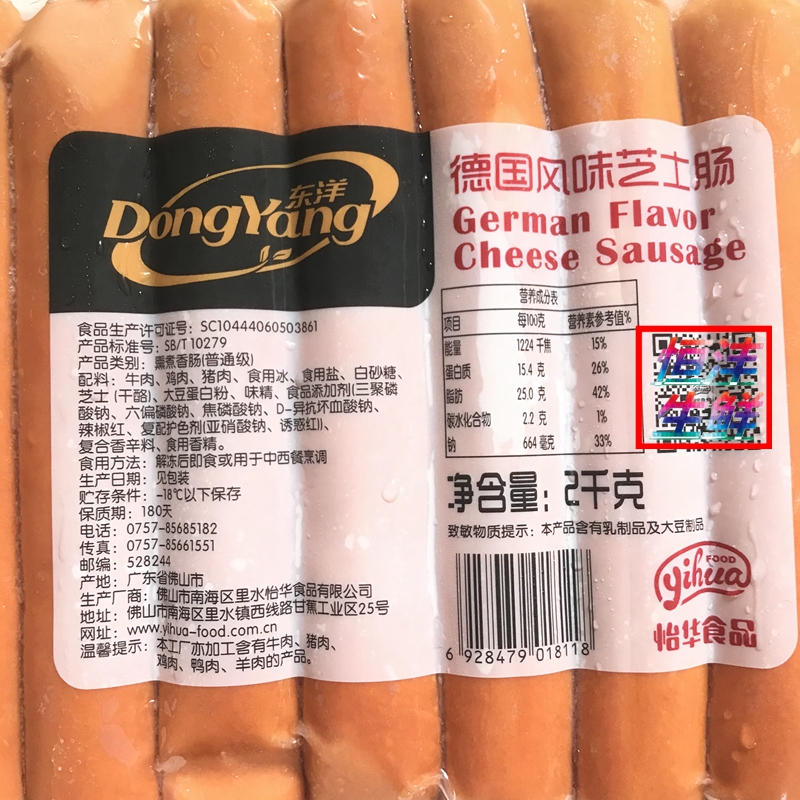 东洋
DongYang
德国风味芝士肠
German Flavor
Cheese Sausage
食品生产许可证号：SC10444060503861
产品标准号：SB/T 10279
产品类别：熏煮香肠(普通级)
配料：牛肉、鸡肉、猪肉、食用冰、食用盐、白砂糖、
芝士（干酪）、大豆蛋白粉、味精、食品添加剂(三聚磷
酸钠、六偏磷酸钠、焦磷酸钠、D-异抗坏血酸钠、
辣椒红、复配护色剂(亚硝酸钠、诱惑红)、
复合香辛料、食用香精。
食用方法：解冻后即食或用于中西餐烹调
生产日期：见包装
贮存条件：-18℃以下保存
保质期：180天
电话：0757-85685182
传真：0757-85661551
邮编：528244
产地：广东省佛山市
生产厂商：佛山市南海区里水怡华食品有限公司
地址：佛山市南海区里水镇西线路甘蕉工业区25号
网址：www.yihua-food.com.cn
温馨提示：本工厂亦加工含有牛肉、猪肉、
鸡肉、鸭肉、羊肉的产品。
营养成分表
项目 每100克 营养素参考值%
能量 1224 千焦 15%
蛋白质 15.4 克 26%
脂肪 25.0 克 42%
碳水化合物 2.2 克 1%
钠 664 毫克 33%
恒洋
生鲜
净含量：2千克
致敏物质提示：本产品含有乳制品及大豆制品
6 928479 018118
FOOD
yihua
怡华食品